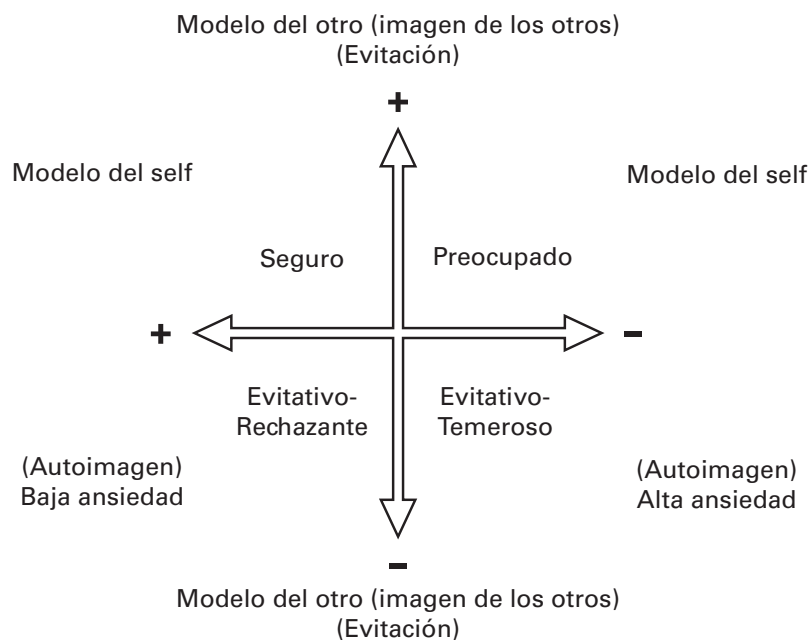 Modelo del otro (imagen de los otros)
(Evitación)
+
Modelo del self
Modelo del self
Seguro
Preocupado
+
–
Evitativo-
Rechazante
Evitativo-
Temeroso
(Autoimagen)
Baja ansiedad
(Autoimagen)
Alta ansiedad
–
Modelo del otro (imagen de los otros)
(Evitación)